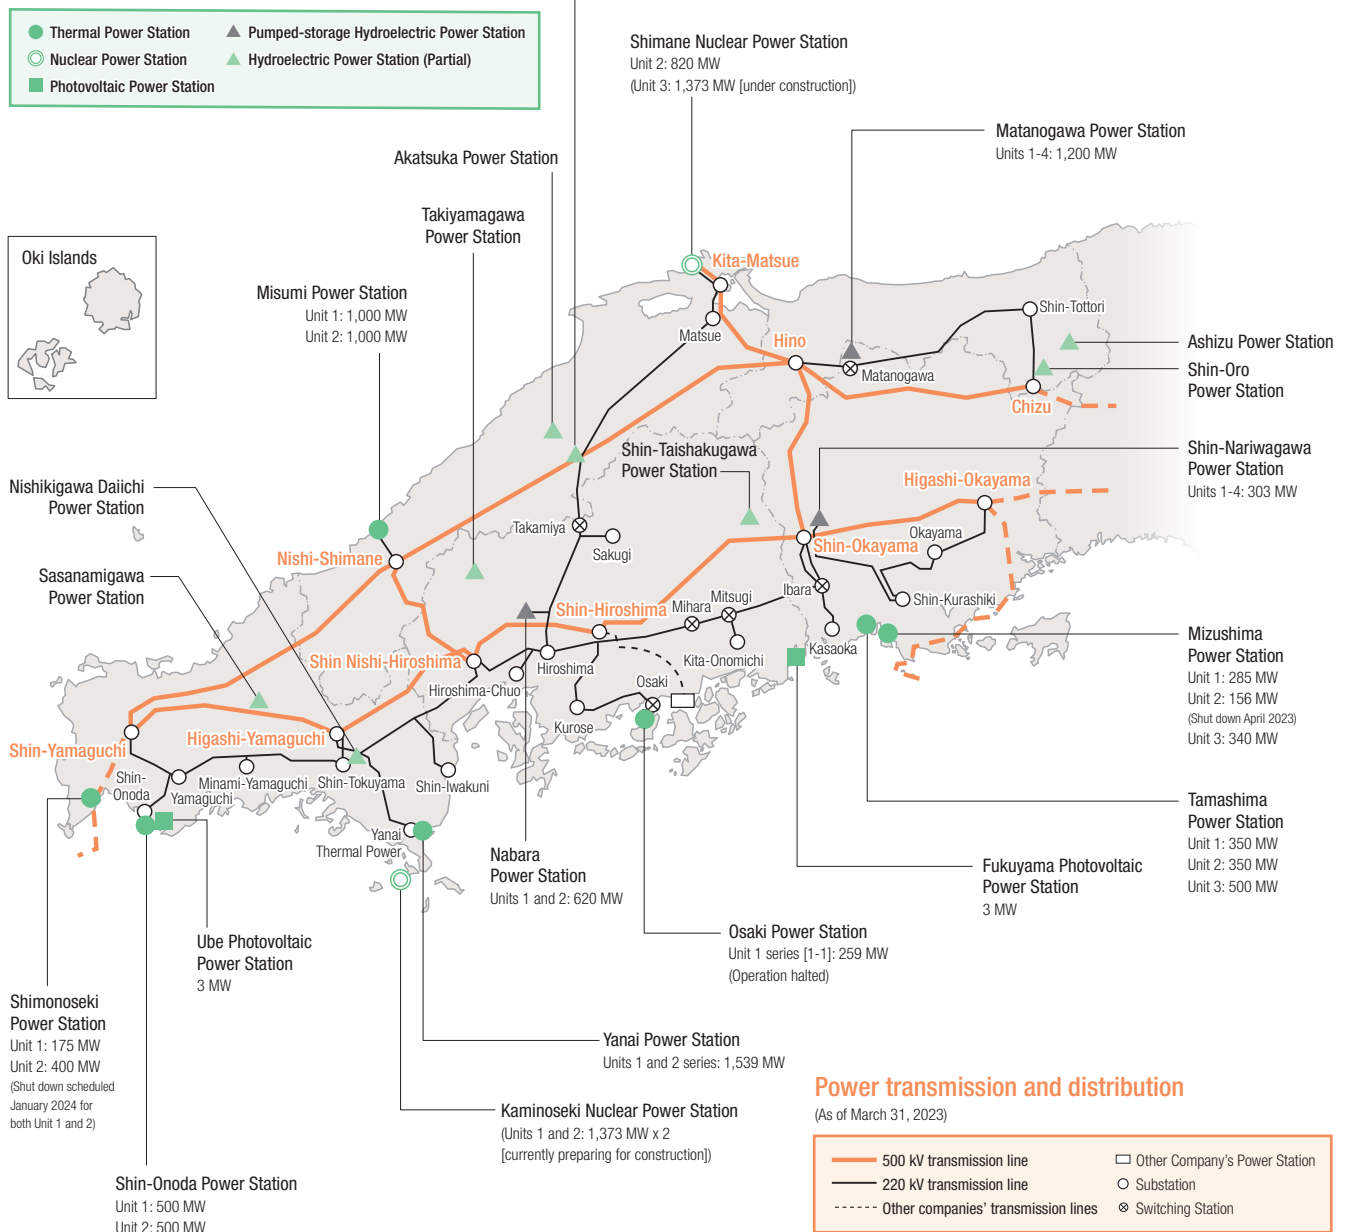 Thermal Power Station
Pumped-storage Hydroelectric Power Station
Nuclear Power Station
Hydroelectric Power Station (Partial)
Photovoltaic Power Station
Shimane Nuclear Power Station
Unit 2: 820 MW
(Unit 3: 1,373 MW [under construction])
Matanogawa Power Station
Units 1-4: 1,200 MW
Akatsuka Power Station
Takiyamagawa
Power Station
Oki Islands
Misumi Power Station
Unit 1: 1,000 MW
Unit 2: 1,000 MW
Kita-Matsue
Matsue
Hino
Matanogawa
Shin-Tottori
Chizu
Ashizu Power Station
Shin-Oro
Power Station
Shin-Taishakugawa
Power Station
Shin-Nariwagawa
Power Station
Units 1-4: 303 MW
Higashi-Okayama
Okayama
Shin-Okayama
Nishikigawa Daiichi
Power Station
Takamiya
Sakugi
Nishi-Shimane
Sasanamigawa
Power Station
Ibara
Shin-Kurashiki
Shin-Hiroshima
Mihara
Mitsugi
Kita-Onomichi
Kasaoka
Shin Nishi-Hiroshima
Hiroshima
Hiroshima-Chuo
Osaki
Kurose
Mizushima
Power Station
Unit 1: 285 MW
Unit 2: 156 MW
(Shut down April 2023)
Unit 3: 340 MW
Shin-Yamaguchi
Higashi-Yamaguchi
Shin-
Onoda
Yamaguchi
Minami-Yamaguchi
Shin-Tokuyama
Shin-Iwakuni
Yanai
Thermal Power
Tamashima
Power Station
Unit 1: 350 MW
Unit 2: 350 MW
Unit 3: 500 MW
Nabara
Power Station
Units 1 and 2: 620 MW
Fukuyama Photovoltaic
Power Station
3 MW
Osaki Power Station
Unit 1 series [1-1]: 259 MW
(Operation halted)
Ube Photovoltaic
Power Station
3 MW
Shimonoseki
Power Station
Unit 1: 175 MW
Unit 2: 400 MW
(Shut down scheduled
January 2024 for
both Unit 1 and 2)
Yanai Power Station
Units 1 and 2 series: 1,539 MW
Kaminoseki Nuclear Power Station
(Units 1 and 2: 1,373 MW x 2
[currently preparing for construction])
Shin-Onoda Power Station
Unit 1: 500 MW
Unit 2: 500 MW
Power transmission and distribution
(As of March 31, 2023)
500 kV transmission line
Other Company's Power Station
220 kV transmission line
Substation
Other companies' transmission lines
Switching Station